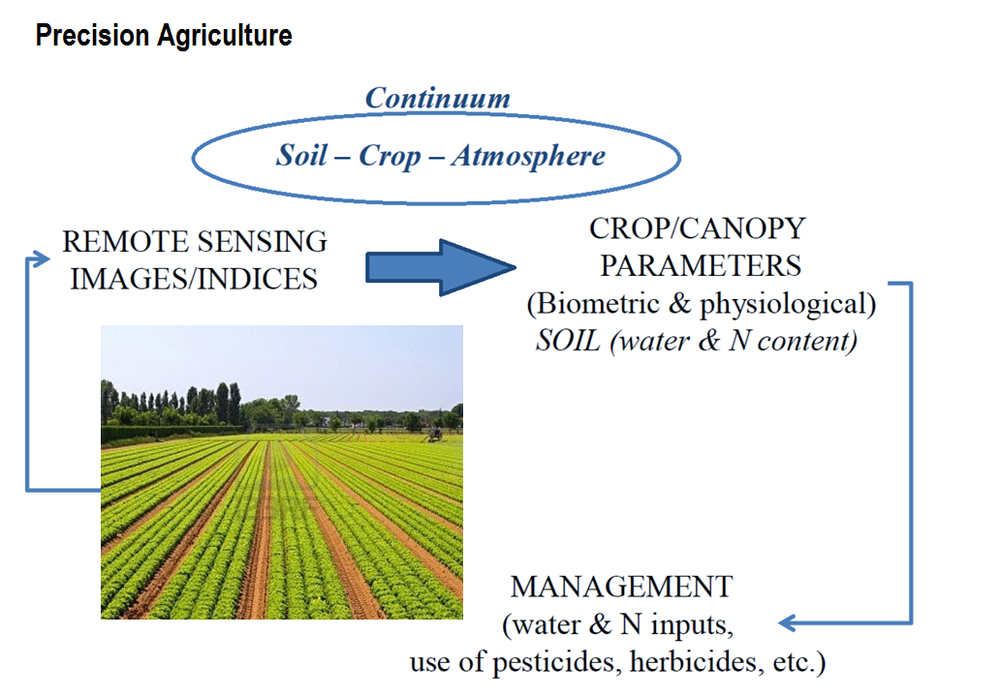 Precision Agriculture
Continuum
Soil – Crop – Atmosphere
REMOTE SENSING
IMAGES/INDICES
CROP/CANOPY
PARAMETERS
(Biometric & physiological)
SOIL (water & N content)
MANAGEMENT
(water & N inputs,
use of pesticides, herbicides, etc.)